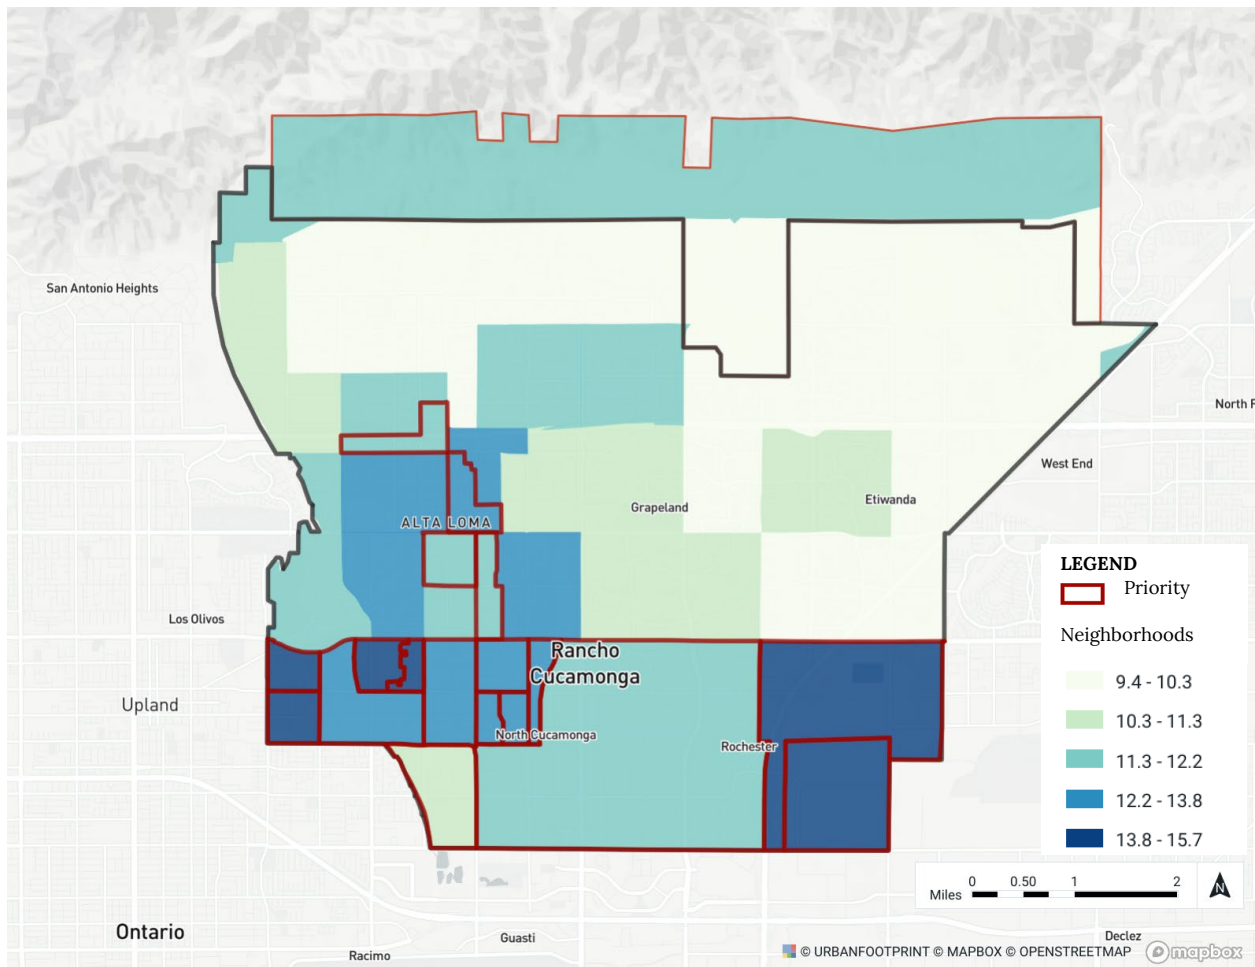 San Antonio Heights
North F
West End
Grapeland
Etiwanda
ALTA LOMA
LEGEND
Priority
Los Olivos
Neighborhoods
Rancho
Cucamonga
9.4 - 10.3
Upland
10.3 - 11.3
North Cucamonga
Rochester
11.3 - 12.2
12.2 - 13.8
13.8 - 15.7
Miles 0 0.50 1 2
N
Ontario
Guasti
Declez
Racimo
© URBANFOOTPRINT © MAPBOX © OPENSTREETMAP
mapbox